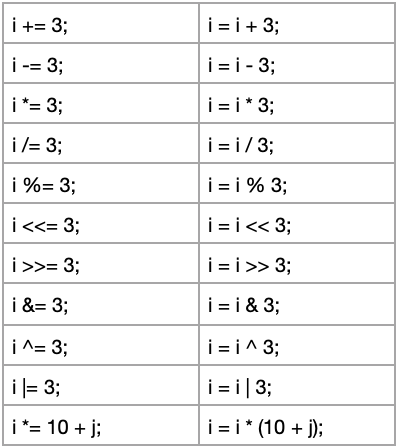 i += 3; i = i + 3;
i -= 3; i = i - 3;
i *= 3; i = i * 3;
i /= 3; i = i / 3;
i %= 3; i = i % 3;
i <<= 3; i = i << 3;
i >>= 3; i = i >> 3;
i &= 3; i = i & 3;
i ^= 3; i = i ^ 3;
i |= 3; i = i | 3;
i *= 10 + j; i = i * (10 + j);